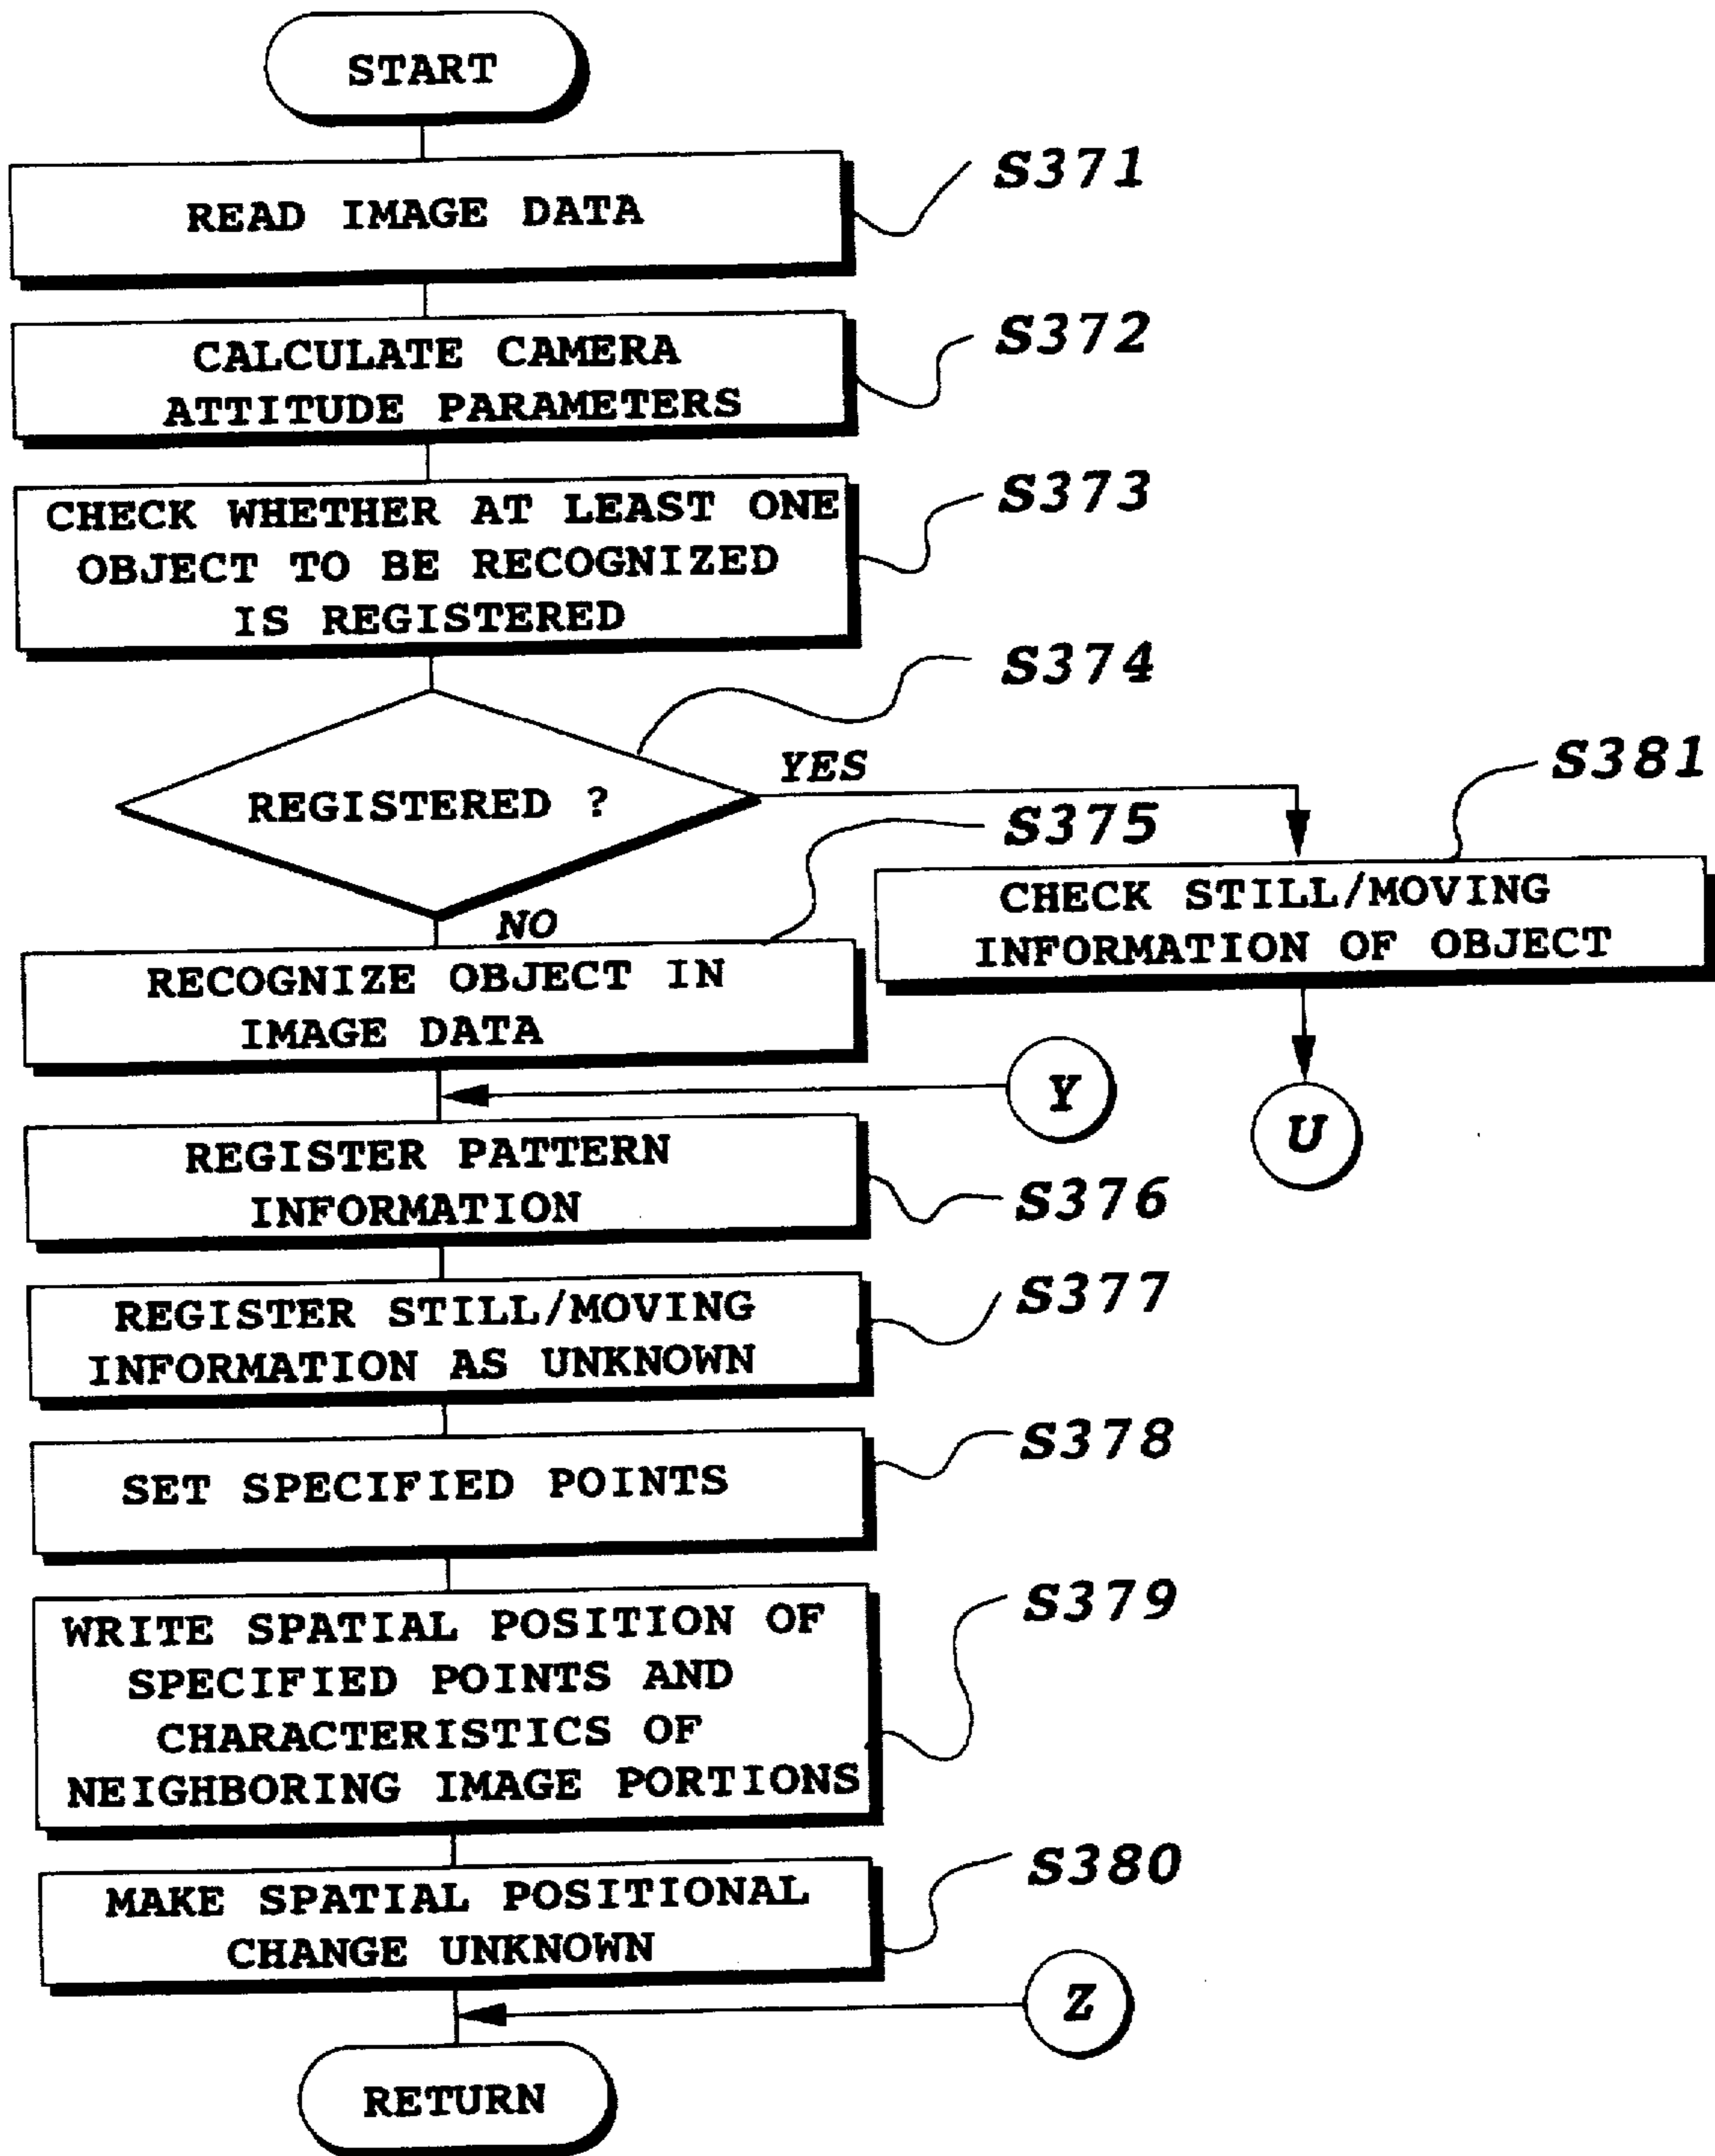 START
READ IMAGE DATA
S371
CALCULATE CAMERA
ATTITUDE PARAMETERS
S372
CHECK WHETHER AT LEAST ONE
OBJECT TO BE RECOGNIZED
IS REGISTERED
S373
S374
REGISTERED ?
YES
S381
CHECK STILL/MOVING
INFORMATION OF OBJECT
U
NO
S375
RECOGNIZE OBJECT IN
IMAGE DATA
Y
REGISTER PATTERN
INFORMATION
S376
REGISTER STILL/MOVING
INFORMATION AS UNKNOWN
S377
SET SPECIFIED POINTS
S378
WRITE SPATIAL POSITION OF
SPECIFIED POINTS AND
CHARACTERISTICS OF
NEIGHBORING IMAGE PORTIONS
S379
MAKE SPATIAL POSITIONAL
CHANGE UNKNOWN
S380
Z
RETURN